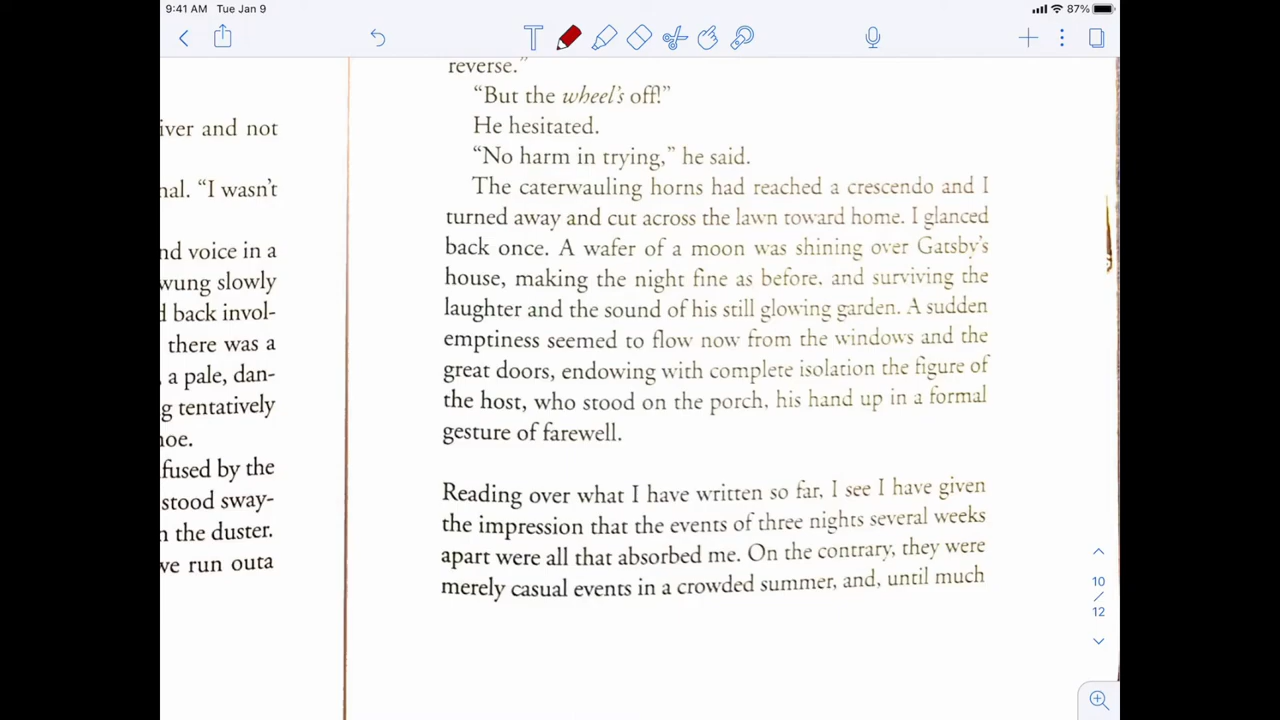 9:41 AM Tue Jan 9
87%
iver and not
nal. “I wasn’t
nd voice in a
wung slowly
d back invol-
there was a
, a pale, dan-
g tentatively
hoe.
fused by the
stood sway-
n the duster.
ve run outa
reverse.”
“But the wheel’s off!”
He hesitated.
“No harm in trying,” he said.
The caterwauling horns had reached a crescendo and I
turned away and cut across the lawn toward home. I glanced
back once. A wafer of a moon was shining over Gatsby’s
house, making the night fine as before, and surviving the
laughter and the sound of his still glowing garden. A sudden
emptiness seemed to flow now from the windows and the
great doors, endowing with complete isolation the figure of
the host, who stood on the porch, his hand up in a formal
gesture of farewell.
Reading over what I have written so far, I see I have given
the impression that the events of three nights several weeks
apart were all that absorbed me. On the contrary, they were
merely casual events in a crowded summer, and, until much
10
/
12